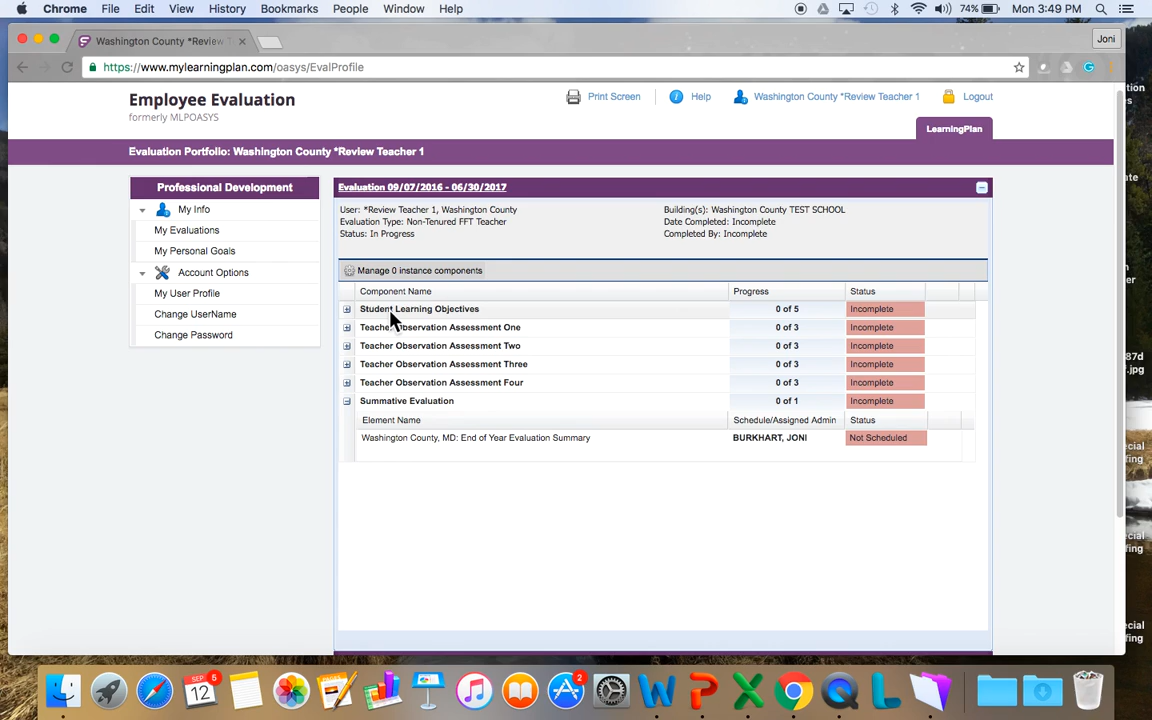 Chrome File Edit View History Bookmarks People Window Help 74% Mon 3:49 PM
Washington County *Review T Joni
https://www.mylearningplan.com/oasys/EvalProfile
Employee Evaluation
formerly MLPOASYS
Print Screen Help Washington County *Review Teacher 1 Logout
LearningPlan
Evaluation Portfolio: Washington County *Review Teacher 1
Professional Development
My Info
My Evaluations
My Personal Goals
Account Options
My User Profile
Change UserName
Change Password
Evaluation 09/07/2016 - 06/30/2017
User: *Review Teacher 1, Washington County Building(s): Washington County TEST SCHOOL
Evaluation Type: Non-Tenured FFT Teacher Date Completed: Incomplete
Status: In Progress Completed By: Incomplete
Manage 0 instance components
Component Name Progress Status
Student Learning Objectives 0 of 5 Incomplete
Teacher Observation Assessment One 0 of 3 Incomplete
Teacher Observation Assessment Two 0 of 3 Incomplete
Teacher Observation Assessment Three 0 of 3 Incomplete
Teacher Observation Assessment Four 0 of 3 Incomplete
Summative Evaluation 0 of 1 Incomplete
Element Name Schedule/Assigned Admin Status
Washington County, MD: End of Year Evaluation Summary BURKHART, JONI Not Scheduled
SEP 12 5 2